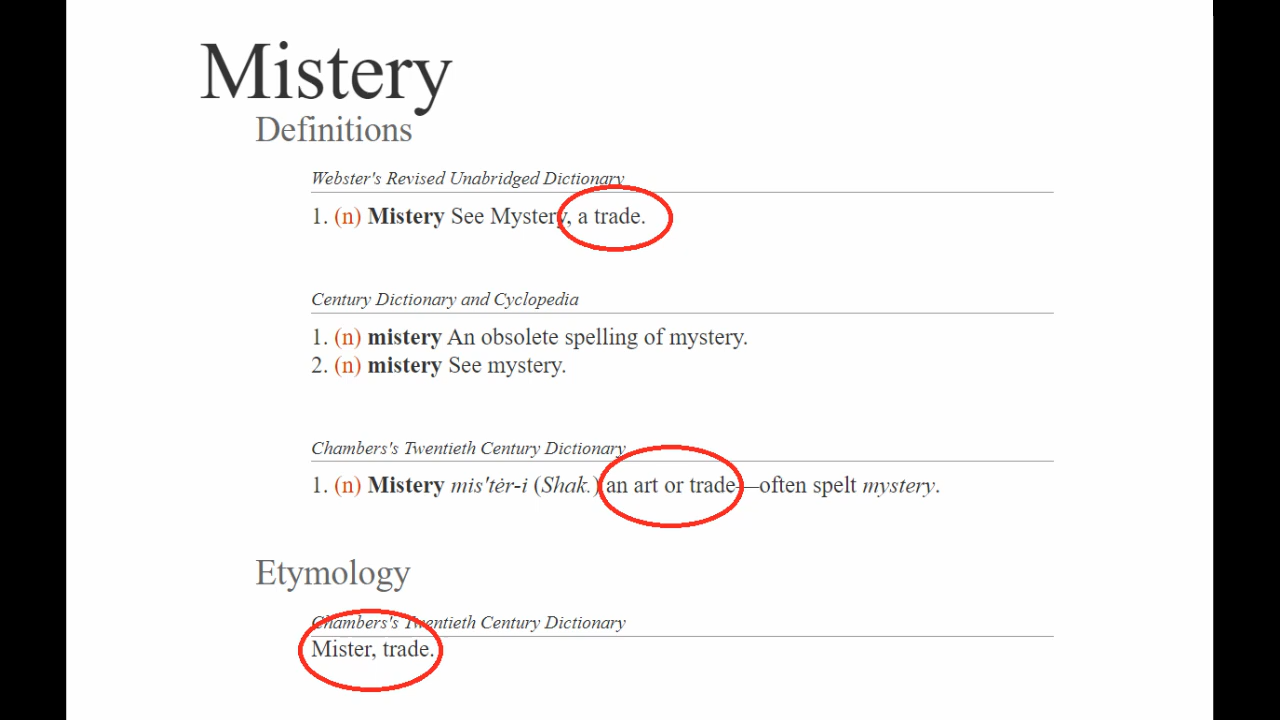 Mistery
Definitions
Webster's Revised Unabridged Dictionary
1. (n) Mistery See Mystery, a trade.
Century Dictionary and Cyclopedia
1. (n) mistery An obsolete spelling of mystery.
2. (n) mistery See mystery.
Chambers's Twentieth Century Dictionary
1. (n) Mistery mis'tėr-i (Shak.) an art or trade—often spelt mystery.
Etymology
Chambers's Twentieth Century Dictionary
Mister, trade.